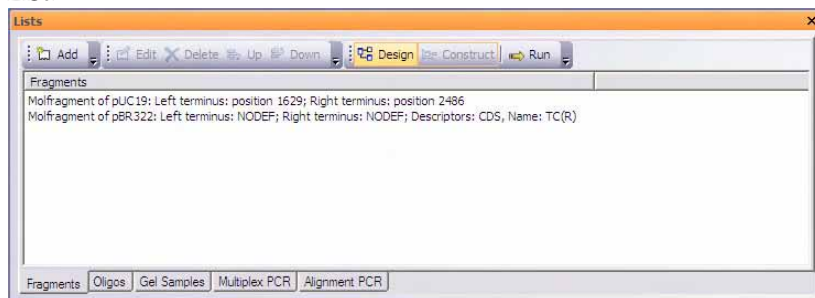 Lists
Add Edit Delete Up Down Design Construct Run
Fragments
Molfragment of pUC19: Left terminus: position 1629; Right terminus: position 2486
Molfragment of pBR322: Left terminus: NODEF; Right terminus: NODEF; Descriptors: CDS, Name: TC(R)
Fragments Oligos Gel Samples Multiplex PCR Alignment PCR